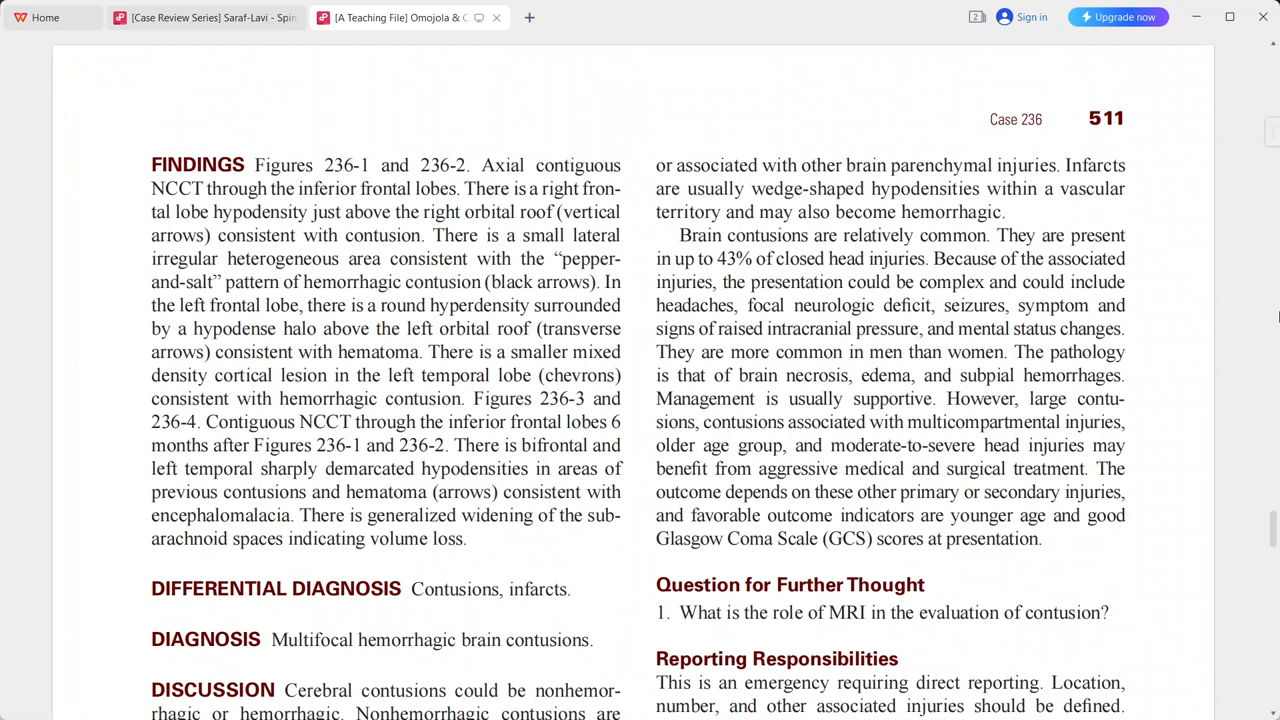 Home
[Case Review Series] Saraf-Lavi - Spin
[A Teaching File] Omojola & C
2
Sign in
Upgrade now
Case 236 511
FINDINGS Figures 236-1 and 236-2. Axial contiguous
NCCT through the inferior frontal lobes. There is a right fron-
tal lobe hypodensity just above the right orbital roof (vertical
arrows) consistent with contusion. There is a small lateral
irregular heterogeneous area consistent with the “pepper-
and-salt” pattern of hemorrhagic contusion (black arrows). In
the left frontal lobe, there is a round hyperdensity surrounded
by a hypodense halo above the left orbital roof (transverse
arrows) consistent with hematoma. There is a smaller mixed
density cortical lesion in the left temporal lobe (chevrons)
consistent with hemorrhagic contusion. Figures 236-3 and
236-4. Contiguous NCCT through the inferior frontal lobes 6
months after Figures 236-1 and 236-2. There is bifrontal and
left temporal sharply demarcated hypodensities in areas of
previous contusions and hematoma (arrows) consistent with
encephalomalacia. There is generalized widening of the sub-
arachnoid spaces indicating volume loss.
DIFFERENTIAL DIAGNOSIS Contusions, infarcts.
DIAGNOSIS Multifocal hemorrhagic brain contusions.
DISCUSSION Cerebral contusions could be nonhemor-
rhagic or hemorrhagic. Nonhemorrhagic contusions are
or associated with other brain parenchymal injuries. Infarcts
are usually wedge-shaped hypodensities within a vascular
territory and may also become hemorrhagic.
Brain contusions are relatively common. They are present
in up to 43% of closed head injuries. Because of the associated
injuries, the presentation could be complex and could include
headaches, focal neurologic deficit, seizures, symptom and
signs of raised intracranial pressure, and mental status changes.
They are more common in men than women. The pathology
is that of brain necrosis, edema, and subpial hemorrhages.
Management is usually supportive. However, large contu-
sions, contusions associated with multicompartmental injuries,
older age group, and moderate-to-severe head injuries may
benefit from aggressive medical and surgical treatment. The
outcome depends on these other primary or secondary injuries,
and favorable outcome indicators are younger age and good
Glasgow Coma Scale (GCS) scores at presentation.
Question for Further Thought
1. What is the role of MRI in the evaluation of contusion?
Reporting Responsibilities
This is an emergency requiring direct reporting. Location,
number, and other associated injuries should be defined.